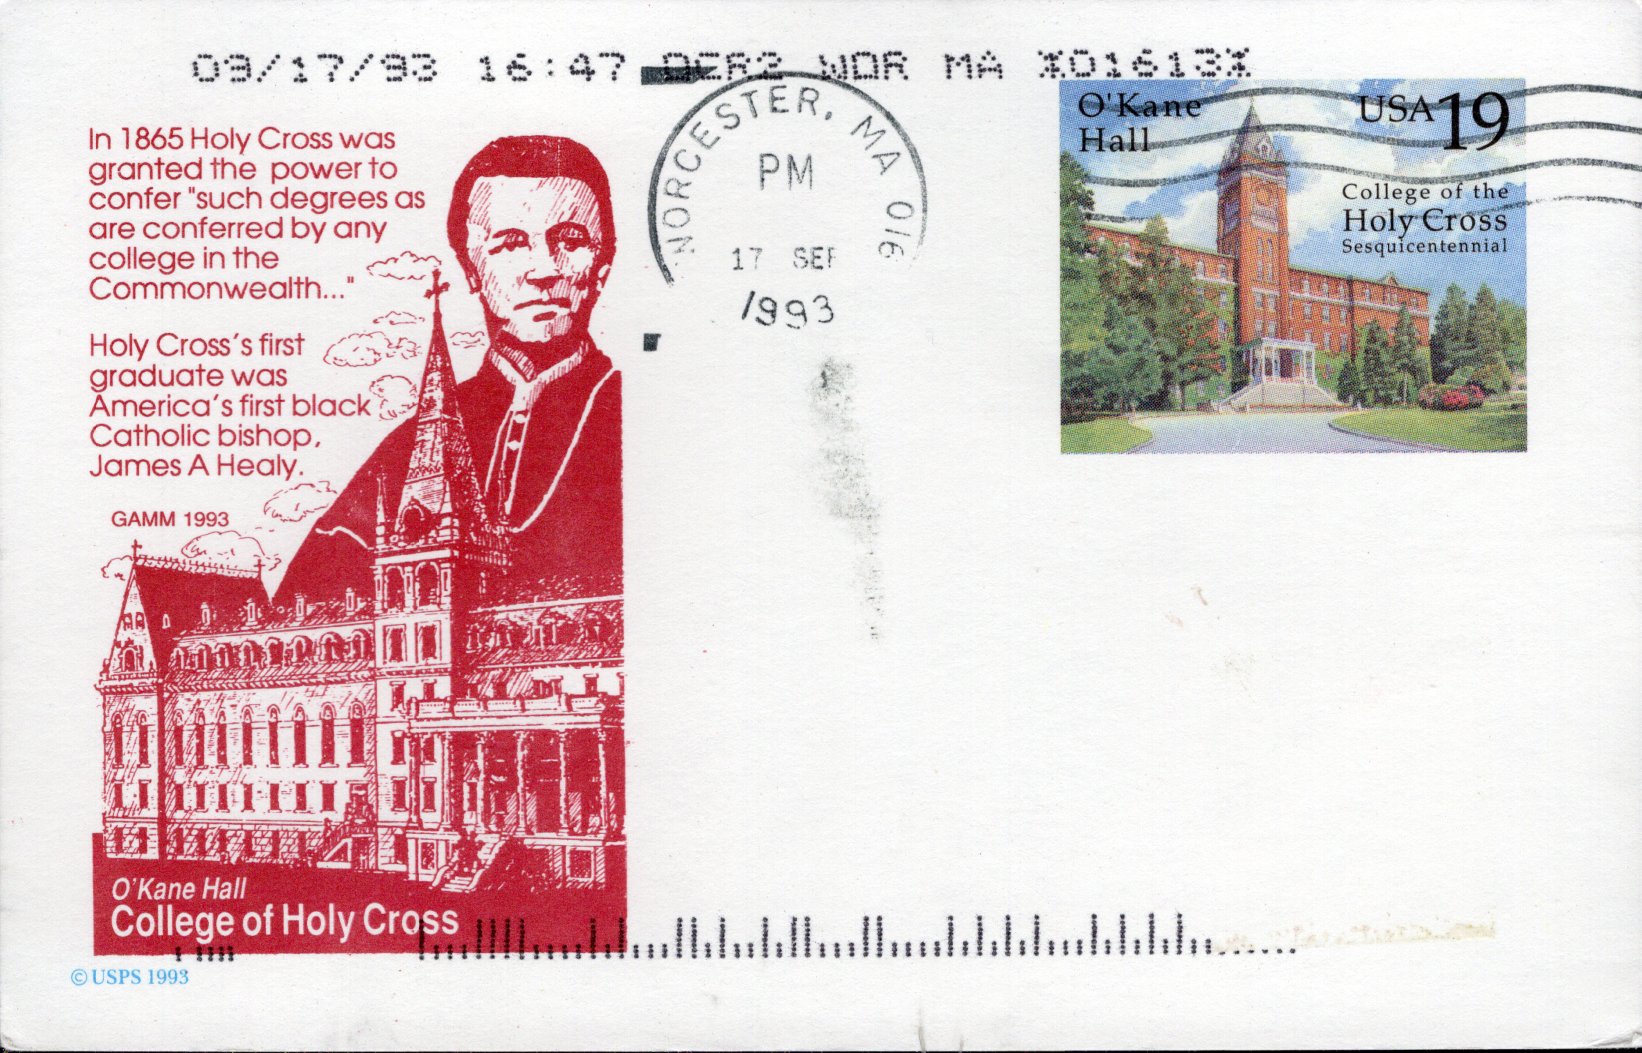 09/17/93 16:47 WOR MA *01613*
In 1865 Holy Cross was
granted the power to
confer "such degrees as
are conferred by any
college in the
Commonwealth..."
Holy Cross's first
graduate was
America's first black
Catholic bishop,
James A Healy.
GAMM 1993
O'Kane Hall
College of Holy Cross
© USPS 1993
WORCESTER, MA 016
PM
17 SEP
1993
O'Kane
Hall
USA 19
College of the
Holy Cross
Sesquicentennial